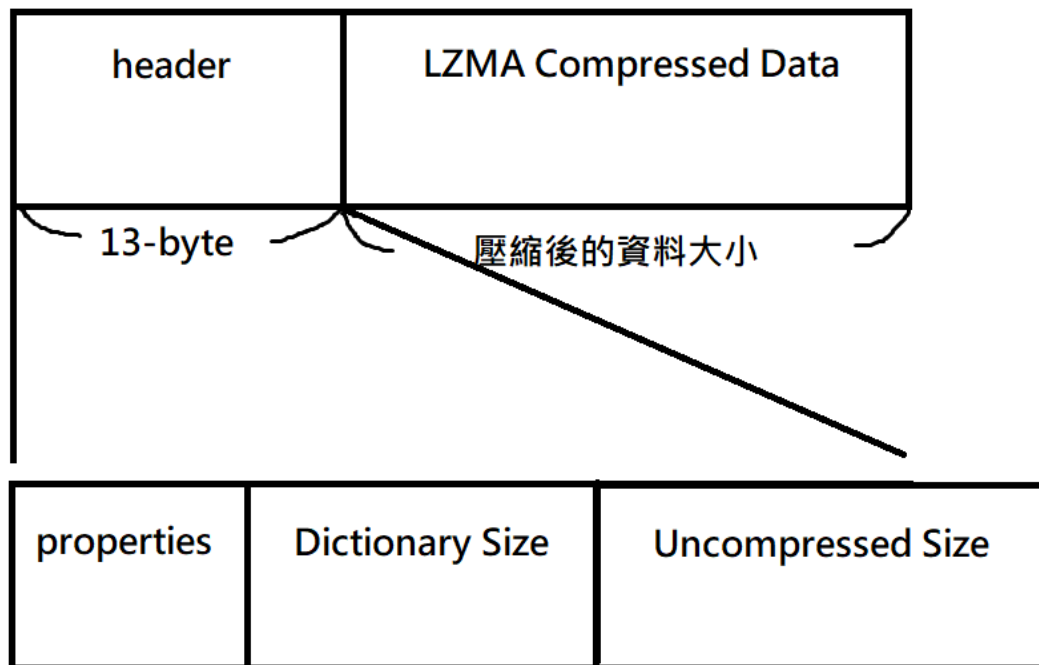 header
LZMA Compressed Data
13-byte
壓縮後的資料大小
properties
Dictionary Size
Uncompressed Size